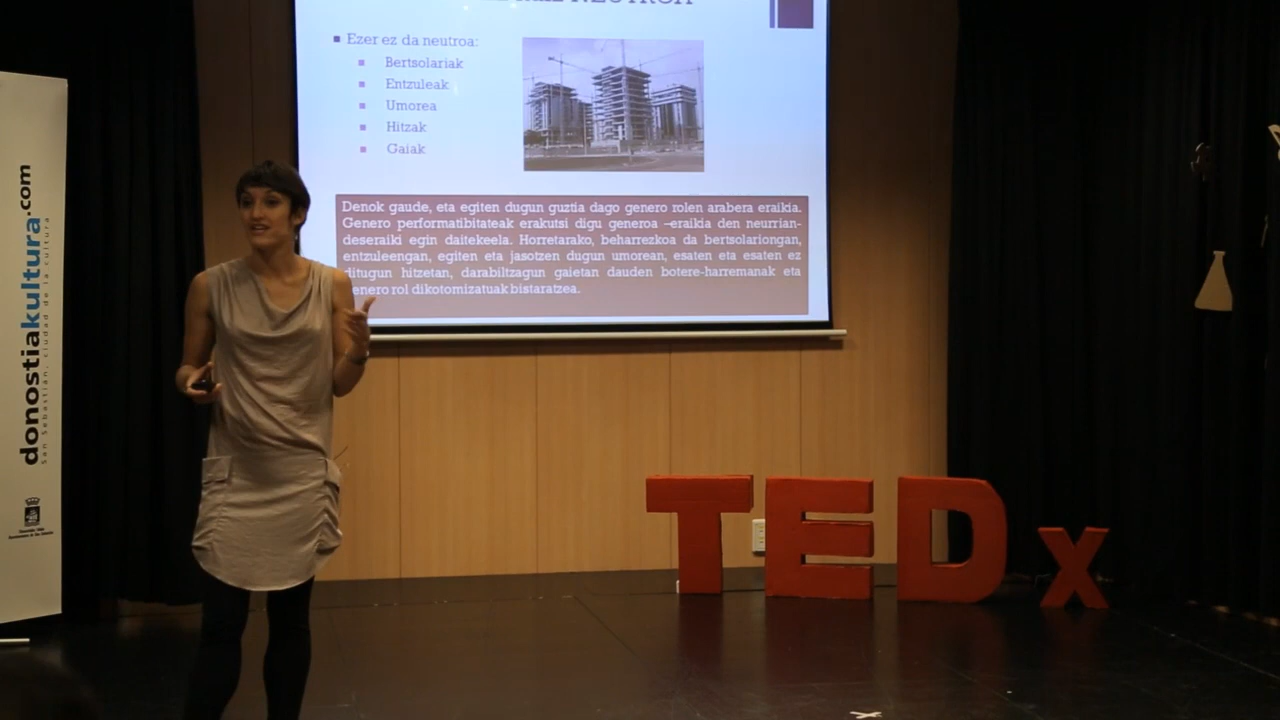 NEUTROA
Ezer ez da neutroa:
Bertsolariak
Entzuleak
Umorea
Hitzak
Gaiak
Denok gaude, eta egiten dugun guztia dago genero rolen arabera eraikia.
Genero performatibitateak erakutsi digu generoa –eraikia den neurrian-
deseraiki egin daitekeela. Horretarako, beharrezkoa da bertsolariongan,
entzuleengan, egiten eta jasotzen dugun umorean, esaten eta esaten ez
ditugun hitzetan, darabiltzagun gaietan dauden botere-harremanak eta
genero rol dikotomizatuak bistaratzea.
donostiakultura.com
San Sebastián, ciudad de la cultura
TEDx